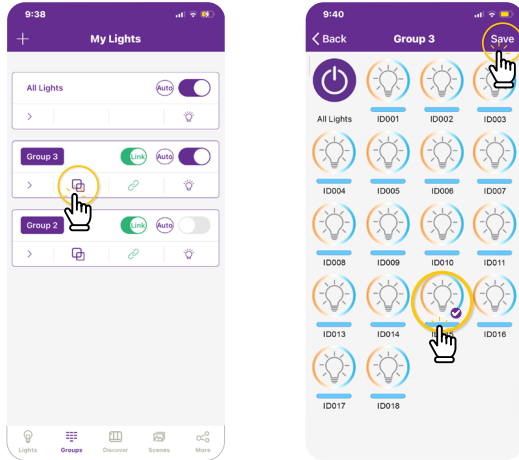 9:38
My Lights
All Lights
Auto
Group 3
Link
Auto
Group 2
Link
Auto
Lights
Groups
Discover
Scenes
More
9:40
Back
Group 3
Save
All Lights
ID001
ID002
ID003
ID004
ID005
ID006
ID007
ID008
ID009
ID010
ID011
ID013
ID014
ID016
ID017
ID018